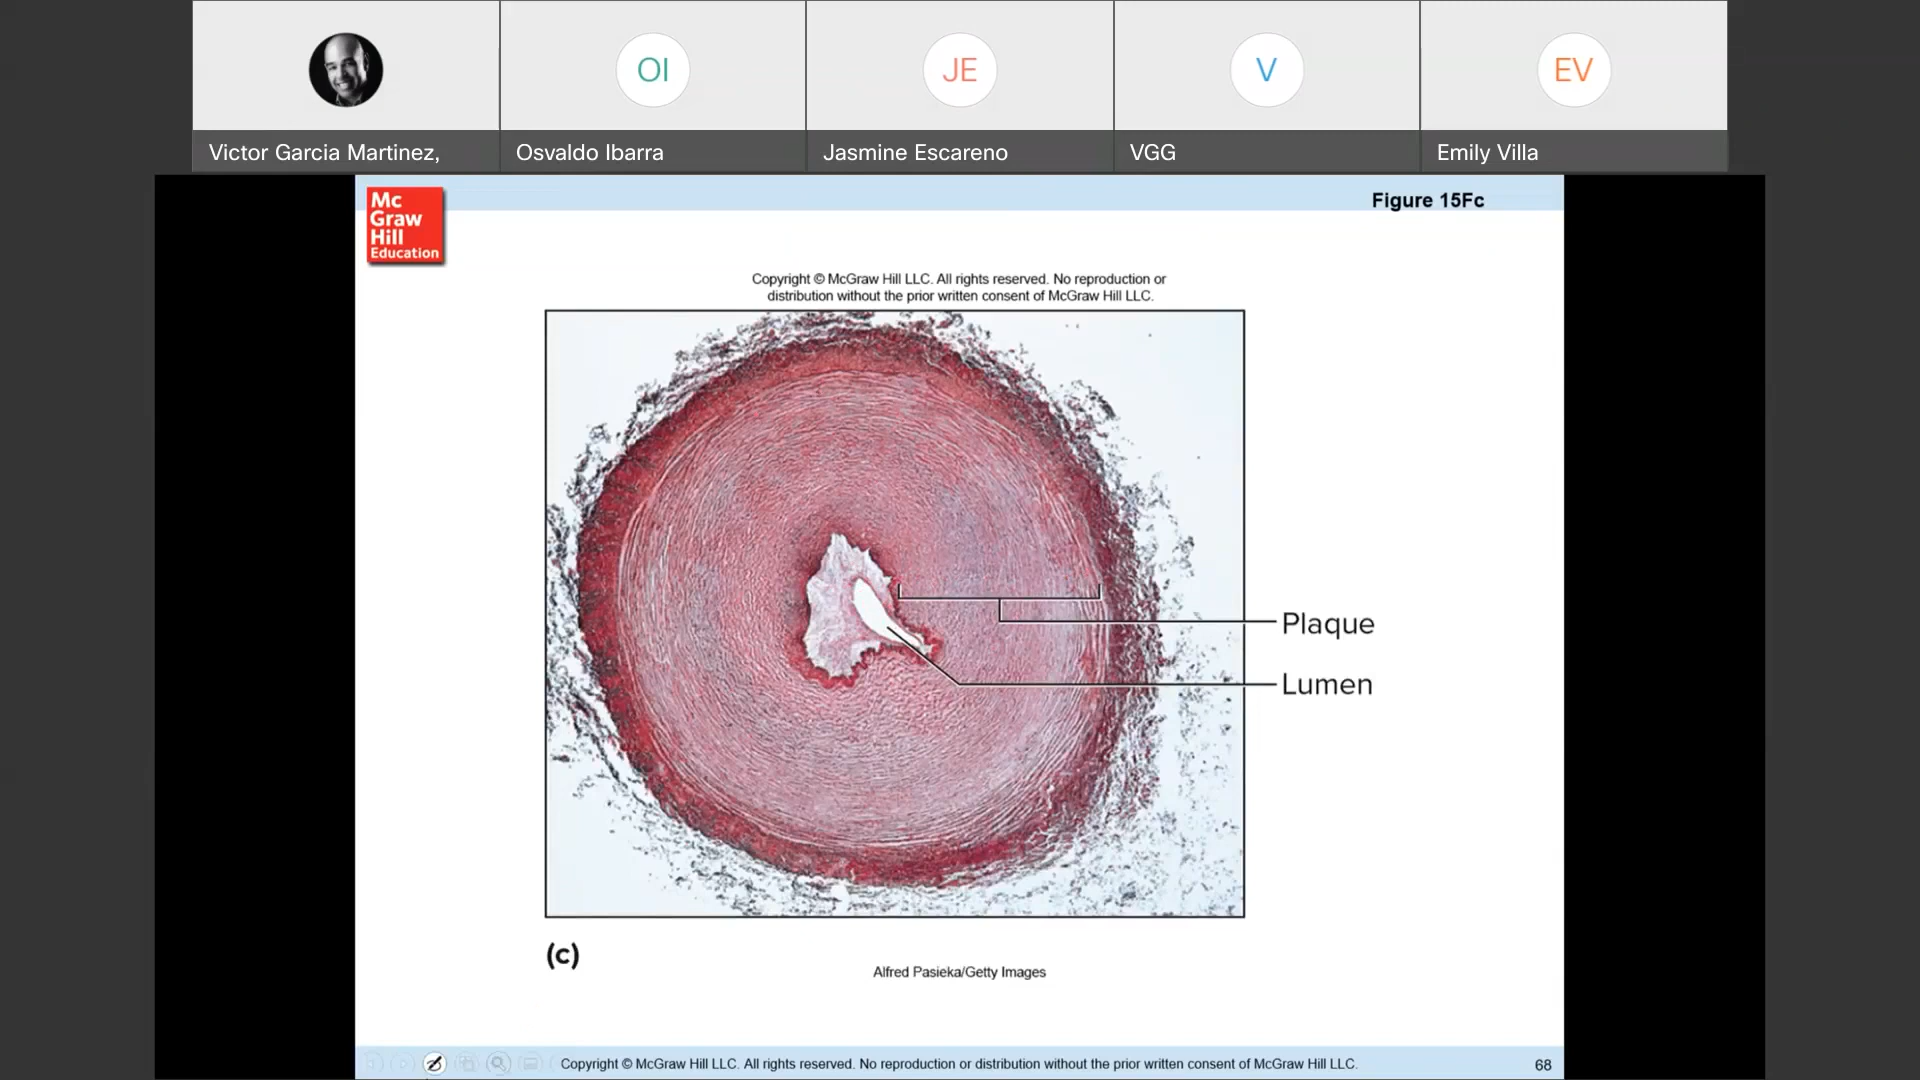 OI
JE
V
EV
Victor Garcia Martinez,
Osvaldo Ibarra
Jasmine Escareno
VGG
Emily Villa
Mc
Graw
Hill
Education
Figure 15Fc
Copyright © McGraw Hill LLC. All rights reserved. No reproduction or
distribution without the prior written consent of McGraw Hill LLC.
Plaque
Lumen
(c)
Alfred Pasieka/Getty Images
Copyright © McGraw Hill LLC. All rights reserved. No reproduction or distribution without the prior written consent of McGraw Hill LLC.
68